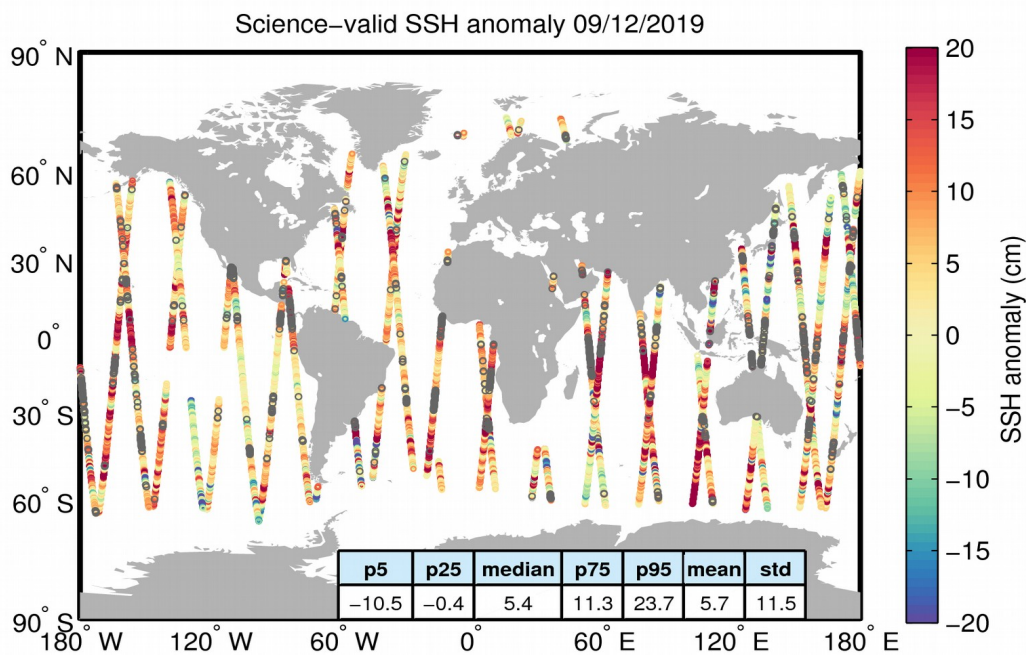 Science−valid SSH anomaly 09/12/2019
90° N
60° N
30° N
0°
30° S
60° S
90° S
180° W
120° W
60° W
0°
60° E
120° E
180° E
p5 p25 median p75 p95 mean std
−10.5 −0.4 5.4 11.3 23.7 5.7 11.5
20
15
10
5
0
−5
−10
−15
−20
SSH anomaly (cm)